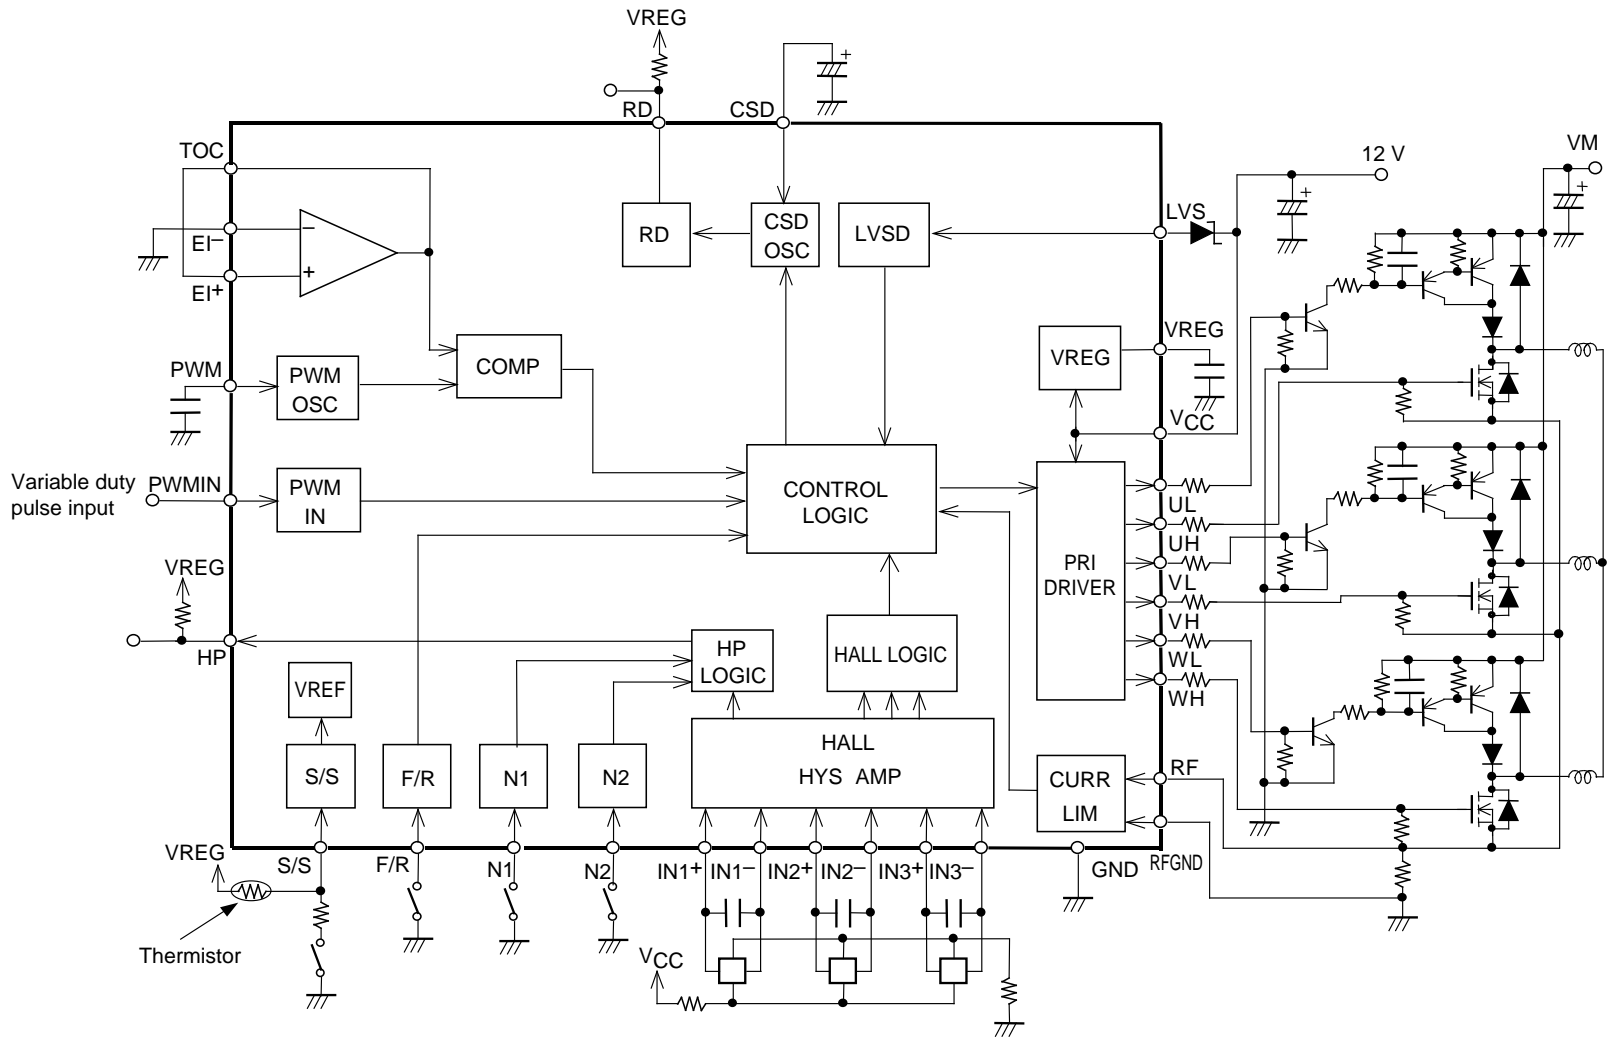 VREG
RD
CSD
+
TOC
12 V
VM
+
+
LVS
EI–
–
RD
CSD
OSC
LVSD
EI+
+
VREG
VREG
PWM
PWM
OSC
COMP
VCC
Variable duty
pulse input
PWMIN
PWM
IN
CONTROL
LOGIC
UL
UH
VL
VH
WL
WH
PRI
DRIVER
VREG
HP
HP
LOGIC
HALL LOGIC
VREF
S/S
F/R
N1
N2
HALL
HYS AMP
CURR
LIM
RF
VREG
S/S
F/R
N1
N2
IN1+
IN1–
IN2+
IN2–
IN3+
IN3–
GND
RFGND
Thermistor
VCC